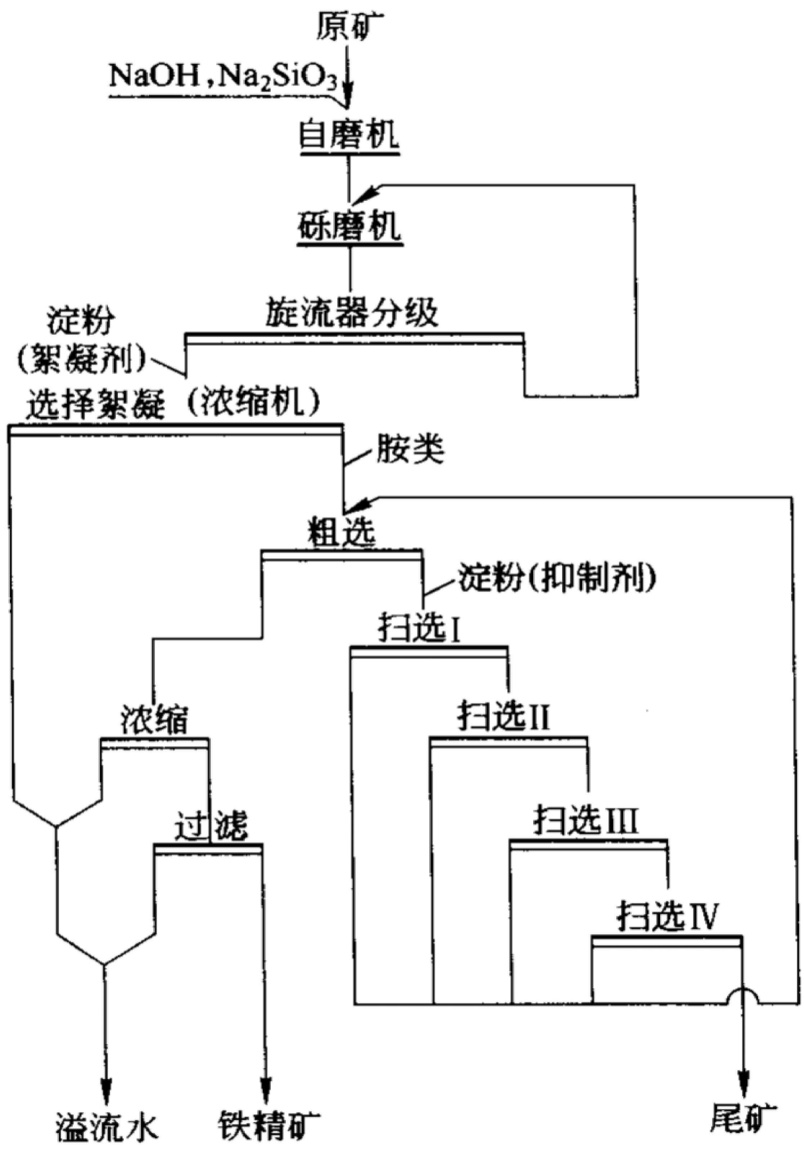 原矿
NaOH,Na₂SiO₃
自磨机
砾磨机
旋流器分级
淀粉
(絮凝剂)
选择絮凝(浓缩机)
胺类
粗选
淀粉(抑制剂)
扫选Ⅰ
浓缩
扫选Ⅱ
过滤
扫选Ⅲ
扫选Ⅳ
溢流水
铁精矿
尾矿